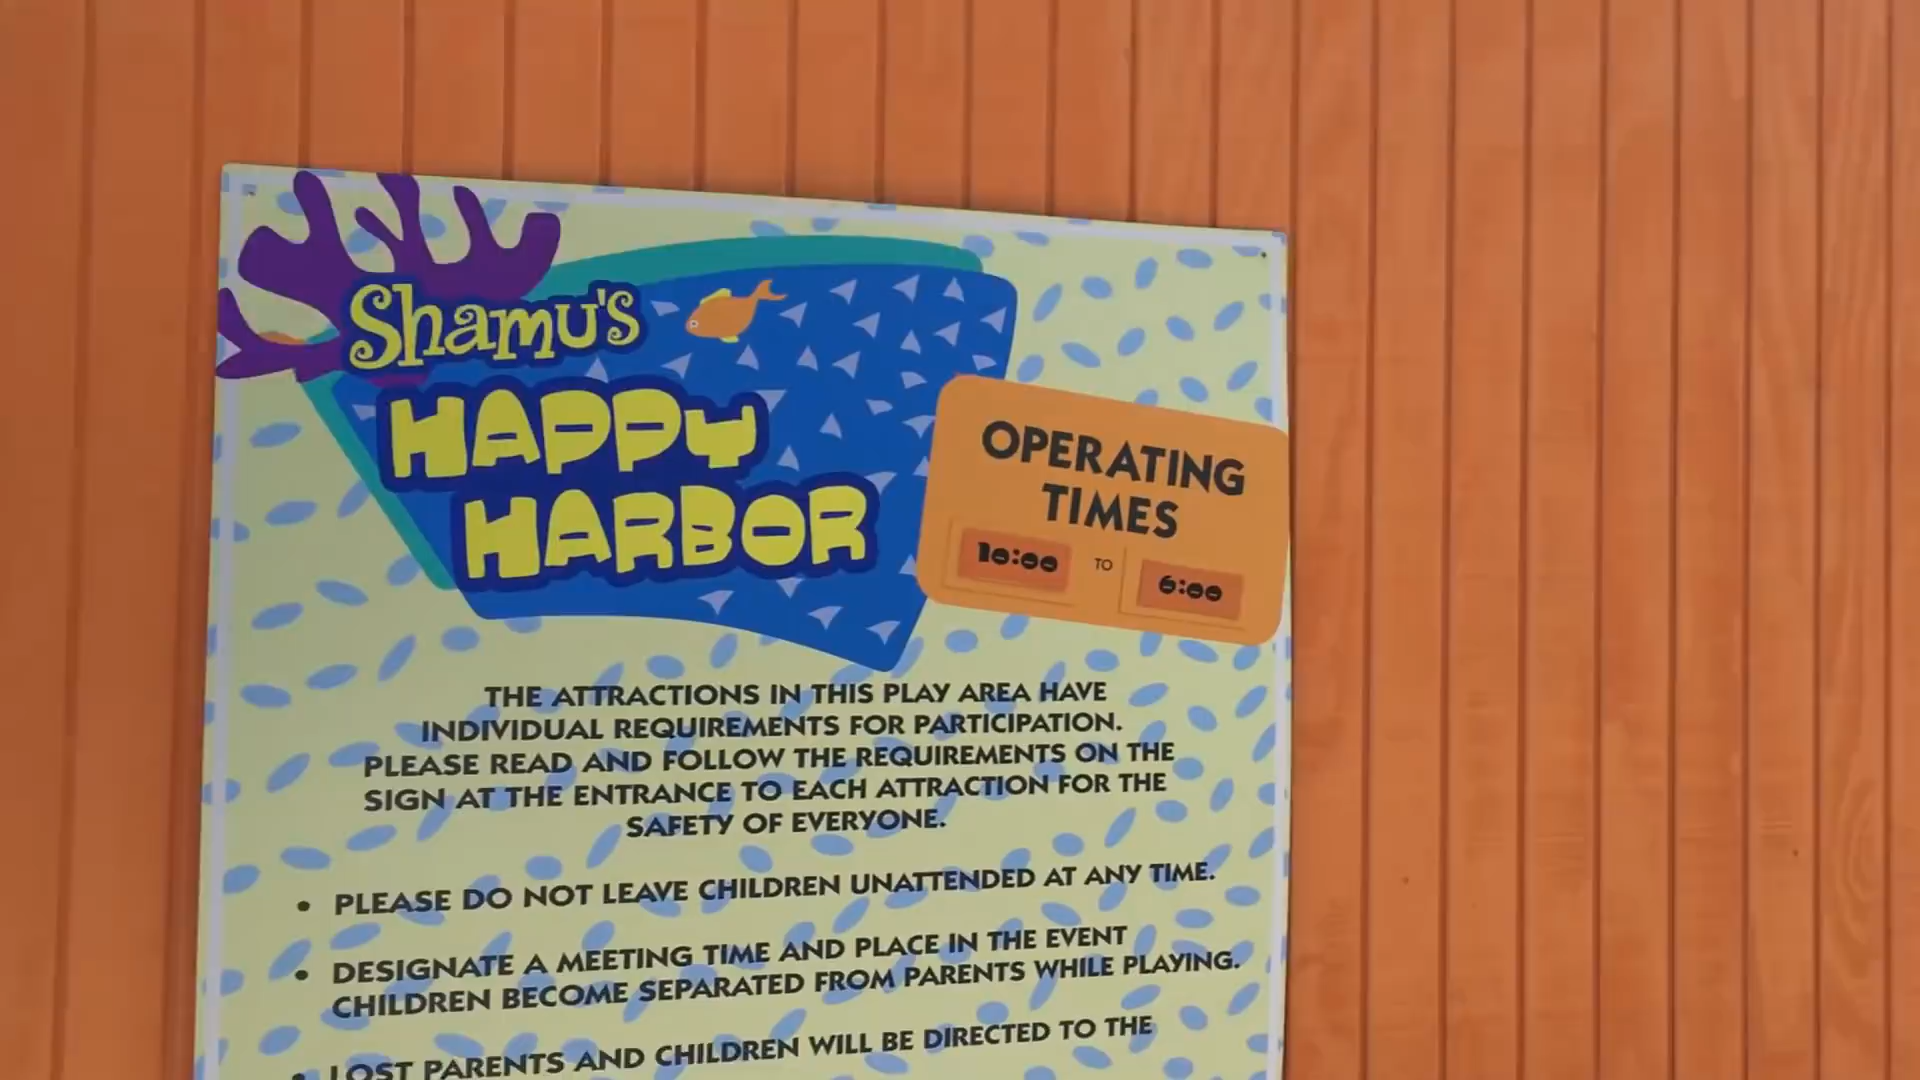 Shamu's
HAPPY
HARBOR
OPERATING
TIMES
10:00 TO 6:00
THE ATTRACTIONS IN THIS PLAY AREA HAVE
INDIVIDUAL REQUIREMENTS FOR PARTICIPATION.
PLEASE READ AND FOLLOW THE REQUIREMENTS ON THE
SIGN AT THE ENTRANCE TO EACH ATTRACTION FOR THE
SAFETY OF EVERYONE.
• PLEASE DO NOT LEAVE CHILDREN UNATTENDED AT ANY TIME.
• DESIGNATE A MEETING TIME AND PLACE IN THE EVENT
CHILDREN BECOME SEPARATED FROM PARENTS WHILE PLAYING.
• LOST PARENTS AND CHILDREN WILL BE DIRECTED TO THE